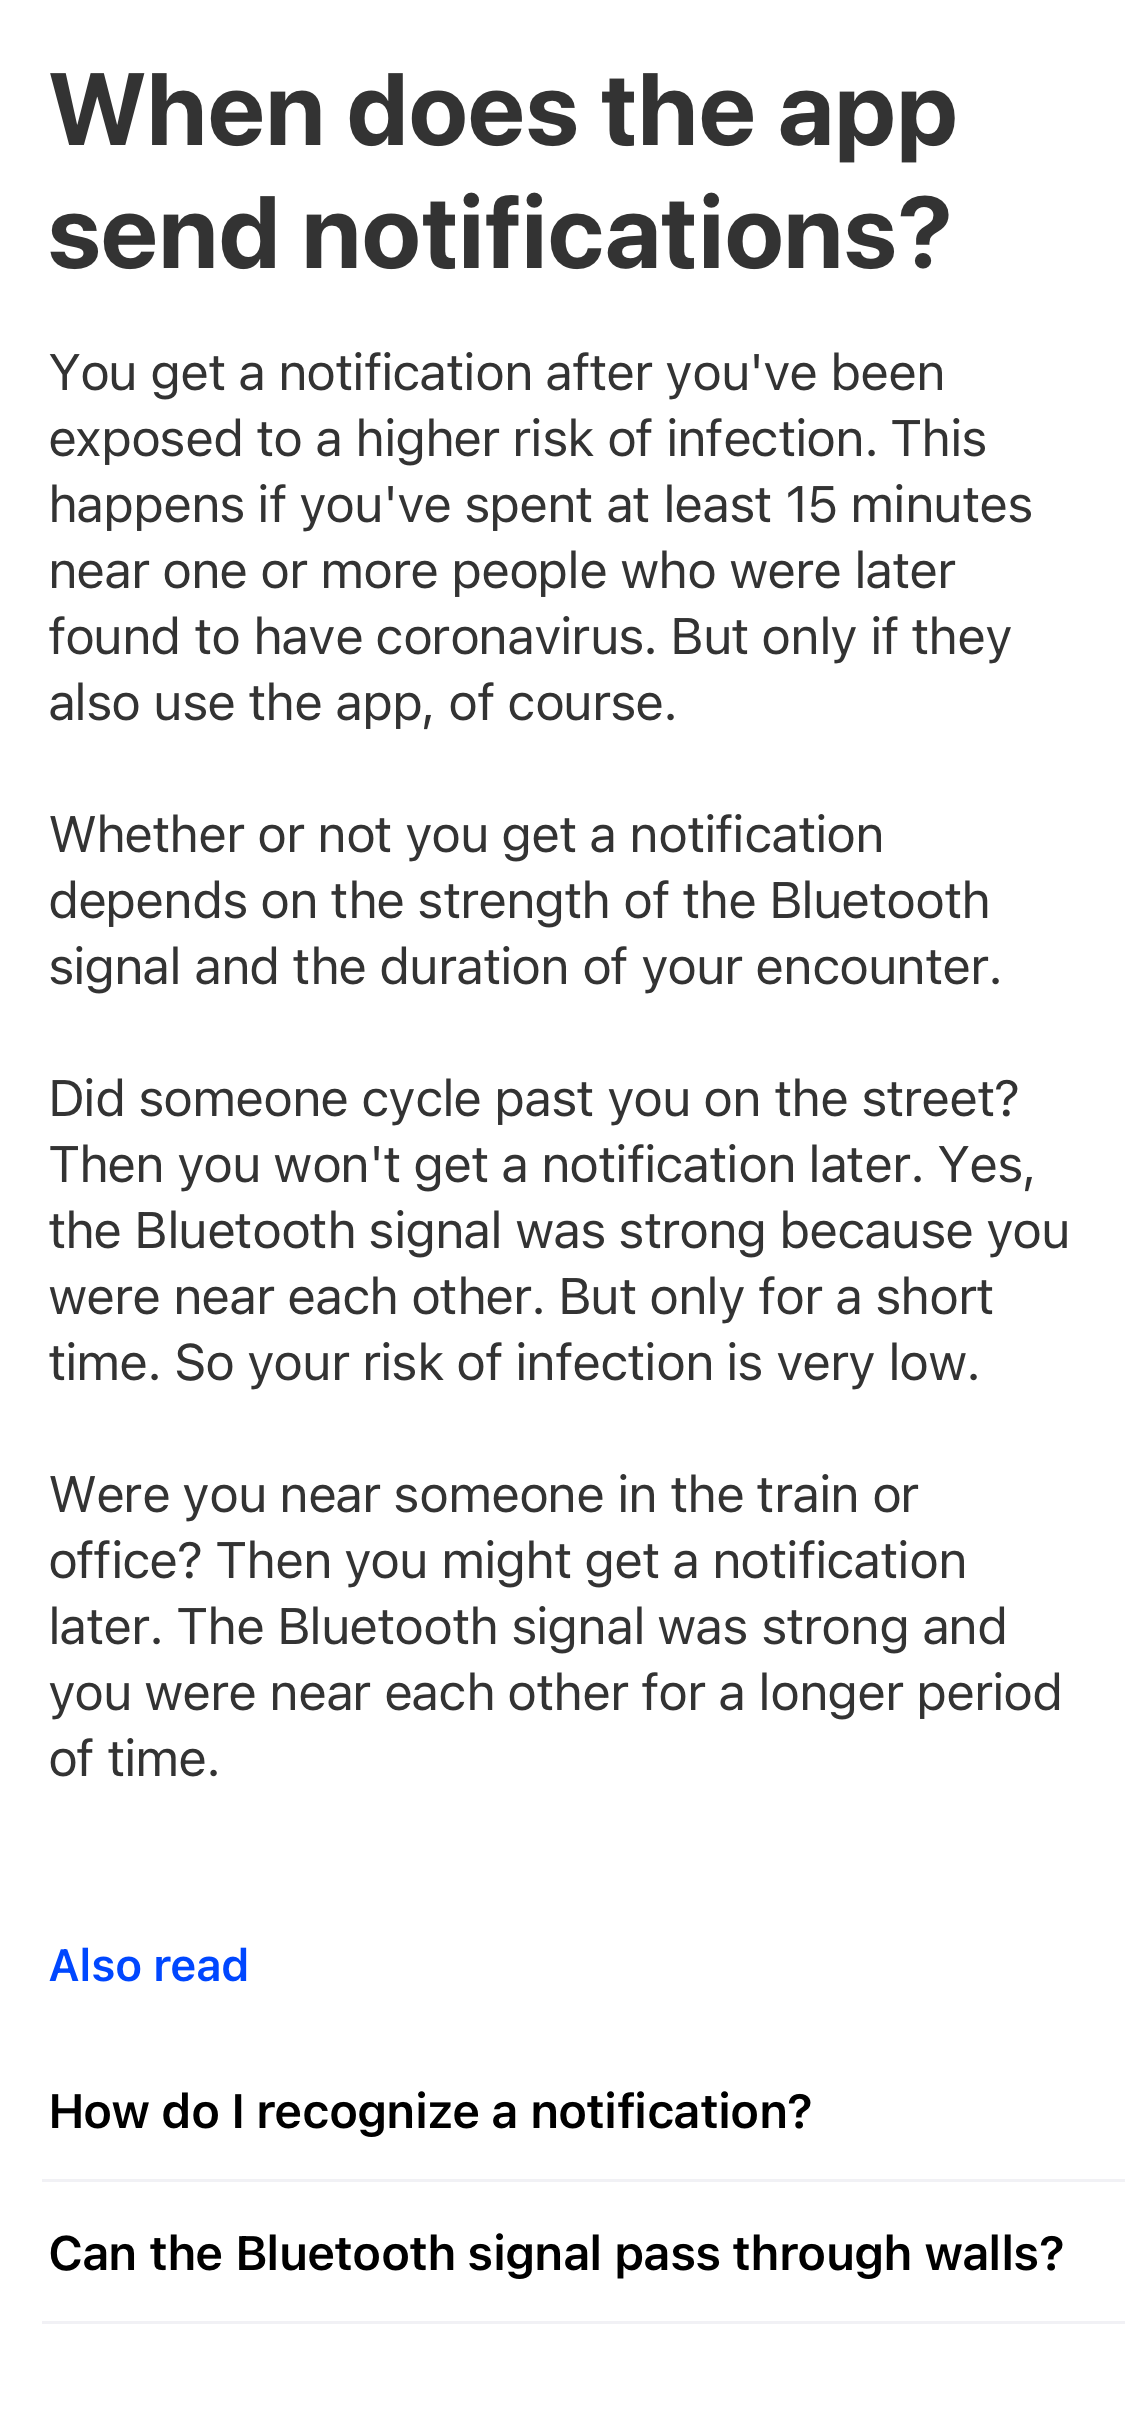 When does the app
send notifications?
You get a notification after you've been
exposed to a higher risk of infection. This
happens if you've spent at least 15 minutes
near one or more people who were later
found to have coronavirus. But only if they
also use the app, of course.
Whether or not you get a notification
depends on the strength of the Bluetooth
signal and the duration of your encounter.
Did someone cycle past you on the street?
Then you won't get a notification later. Yes,
the Bluetooth signal was strong because you
were near each other. But only for a short
time. So your risk of infection is very low.
Were you near someone in the train or
office? Then you might get a notification
later. The Bluetooth signal was strong and
you were near each other for a longer period
of time.
Also read
How do I recognize a notification?
Can the Bluetooth signal pass through walls?